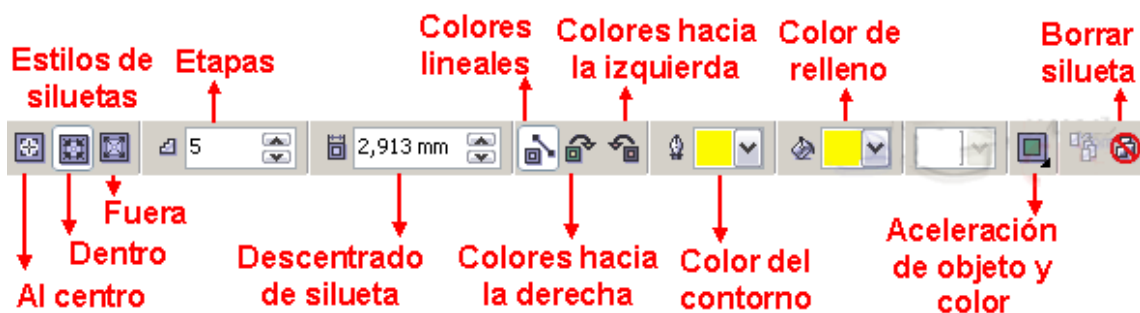 Estilos de
siluetas
Etapas
Colores
lineales
Colores hacia
la izquierda
Color de
relleno
Borrar
silueta
5
2,913 mm
Fuera
Dentro
Al centro
Descentrado
de silueta
Colores hacia
la derecha
Color del
contorno
Aceleración
de objeto y
color